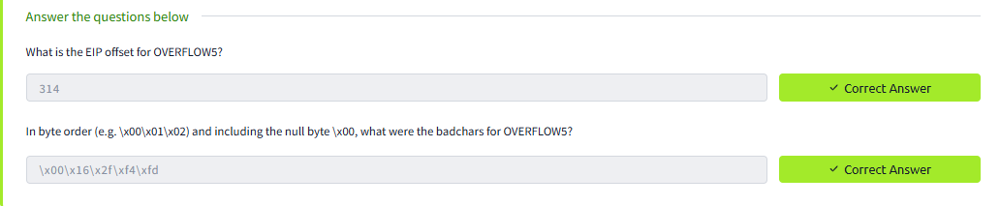 Answer the questions below
What is the EIP offset for OVERFLOW5?
314
✓ Correct Answer
In byte order (e.g. \x00\x01\x02) and including the null byte \x00, what were the badchars for OVERFLOW5?
\x00\x16\x2f\xf4\xfd
✓ Correct Answer